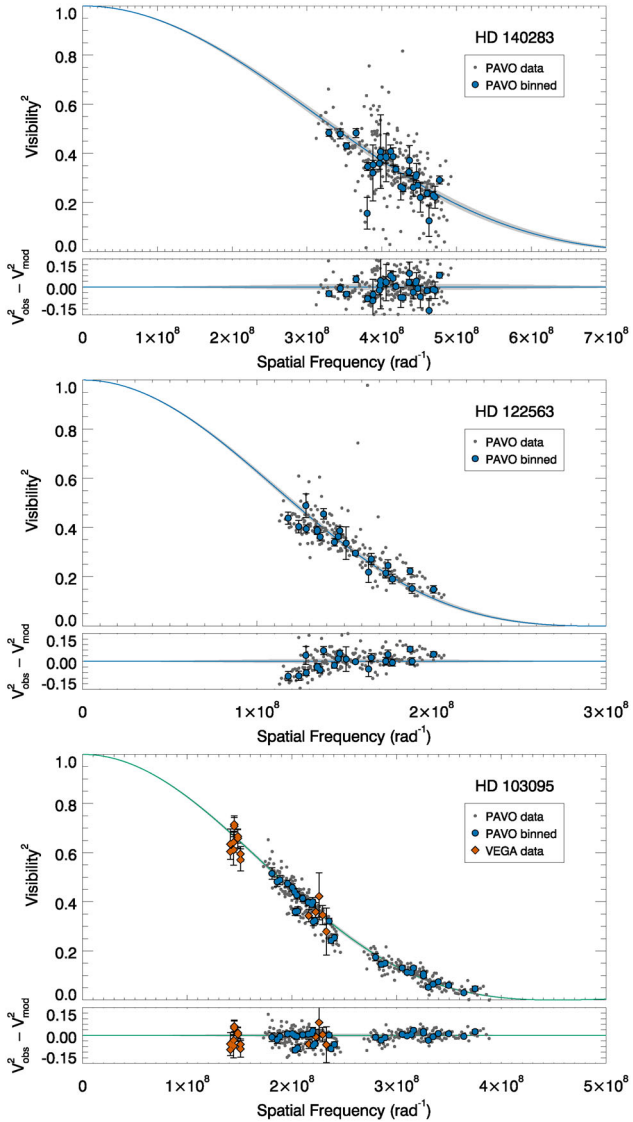 HD 140283
PAVO data
PAVO binned
Visibility²
1.0
0.8
0.6
0.4
0.2
0.0
V²obs − V²mod
0.15
0.00
-0.15
0 1×10⁸ 2×10⁸ 3×10⁸ 4×10⁸ 5×10⁸ 6×10⁸ 7×10⁸
Spatial Frequency (rad⁻¹)
HD 122563
PAVO data
PAVO binned
Visibility²
1.0
0.8
0.6
0.4
0.2
0.0
V²obs − V²mod
0.15
0.00
-0.15
0 1×10⁸ 2×10⁸ 3×10⁸
Spatial Frequency (rad⁻¹)
HD 103095
PAVO data
PAVO binned
VEGA data
Visibility²
1.0
0.8
0.6
0.4
0.2
0.0
V²obs − V²mod
0.15
0.00
-0.15
0 1×10⁸ 2×10⁸ 3×10⁸ 4×10⁸ 5×10⁸
Spatial Frequency (rad⁻¹)